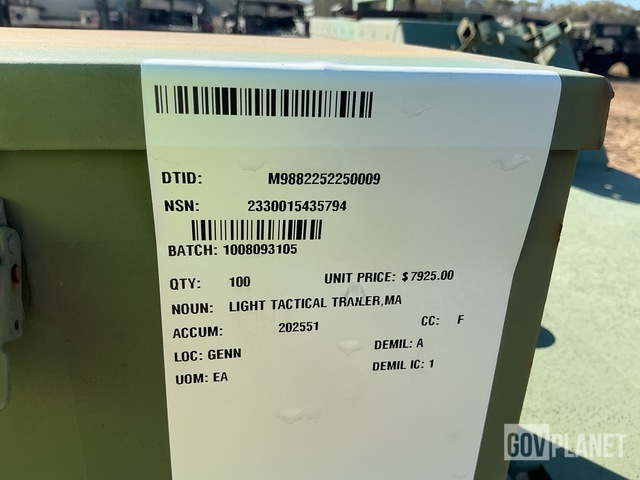 DTID: M9882252250009
NSN: 2330015435794
BATCH: 1008093105
QTY: 100 UNIT PRICE: $7925.00
NOUN: LIGHT TACTICAL TRAILER,MA
ACCUM: 202551 CC: F
LOC: GENN DEMIL: A
UOM: EA DEMIL IC: 1
GOVPLANET